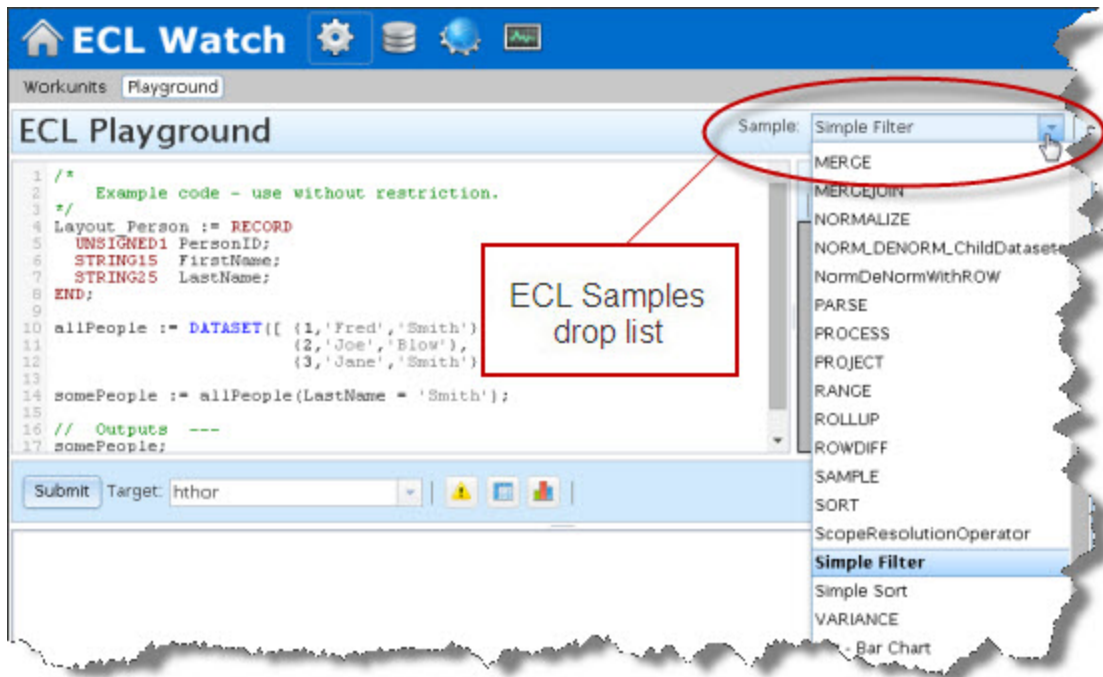 ECL Watch
Workunits Playground
ECL Playground
Sample: Simple Filter
1 /*
2 Example code - use without restriction.
3 */
4 Layout_Person := RECORD
5 UNSIGNED1 PersonID;
6 STRING15 FirstName;
7 STRING25 LastName;
8 END;
9
10 allPeople := DATASET([ {1,'Fred','Smith'}
11 {2,'Joe','Blow'},
12 {3,'Jane','Smith'}
13
14 somePeople := allPeople(LastName = 'Smith');
15
16 // Outputs ---
17 somePeople;
ECL Samples
drop list
Submit Target: hthor
MERGE
MERGEJOIN
NORMALIZE
NORM_DENORM_ChildDatasets
NormDeNormWithROW
PARSE
PROCESS
PROJECT
RANGE
ROLLUP
ROWDIFF
SAMPLE
SORT
ScopeResolutionOperator
Simple Filter
Simple Sort
VARIANCE
- Bar Chart